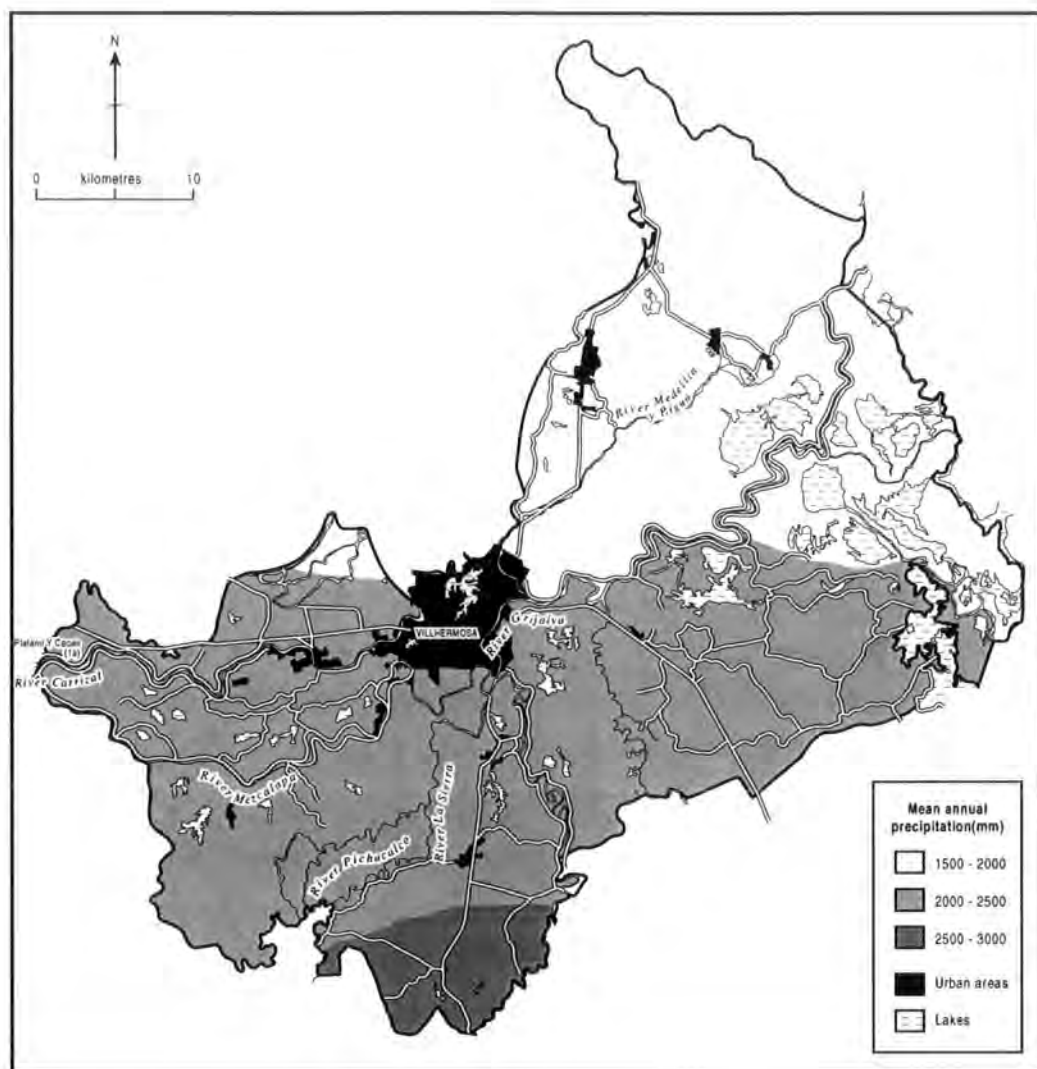 N
0 kilometres 10
River Medellin
y Pigua
VILLHERMOSA
River Grijalva
Platano Y Cacao
River Carrizal
River Mezcalapa
River La Sierra
River Pichucalco
Mean annual
precipitation(mm)
1500 - 2000
2000 - 2500
2500 - 3000
Urban areas
Lakes